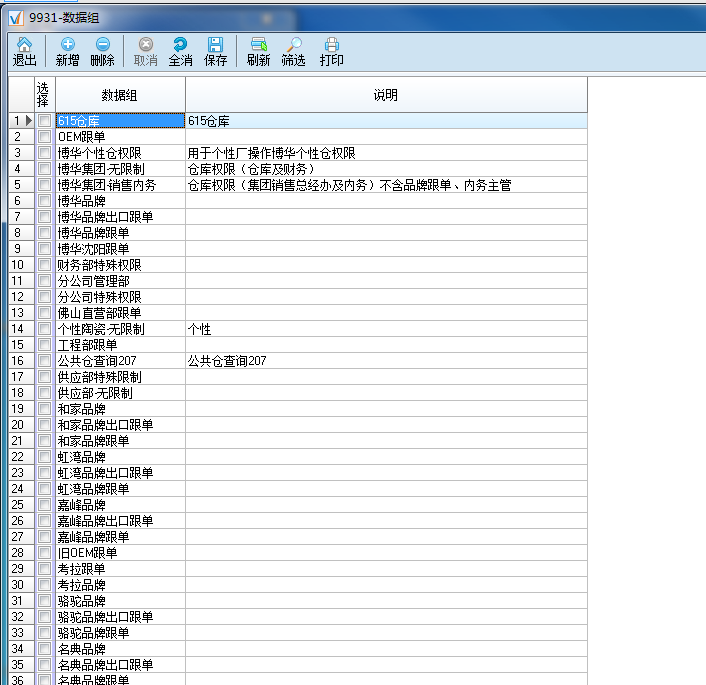 9931-数据组
退出 新增 删除 取消 全消 保存 刷新 筛选 打印
选择 数据组 说明
1 615仓库 615仓库
2 OEM跟单
3 博华个性仓权限 用于个性厂操作博华个性仓权限
4 博华集团-无限制 仓库权限（仓库及财务）
5 博华集团-销售内务 仓库权限（集团销售总经办及内务）不含品牌跟单、内务主管
6 博华品牌
7 博华品牌出口跟单
8 博华品牌跟单
9 博华沈阳跟单
10 财务部特殊权限
11 分公司管理部
12 分公司特殊权限
13 佛山直营部跟单
14 个性陶瓷-无限制 个性
15 工程部跟单
16 公共仓查询207 公共仓查询207
17 供应部特殊限制
18 供应部-无限制
19 和家品牌
20 和家品牌出口跟单
21 和家品牌跟单
22 虹湾品牌
23 虹湾品牌出口跟单
24 虹湾品牌跟单
25 嘉峰品牌
26 嘉峰品牌出口跟单
27 嘉峰品牌跟单
28 旧OEM跟单
29 考拉跟单
30 考拉品牌
31 骆驼品牌
32 骆驼品牌出口跟单
33 骆驼品牌跟单
34 名典品牌
35 名典品牌出口跟单
36 名典品牌跟单